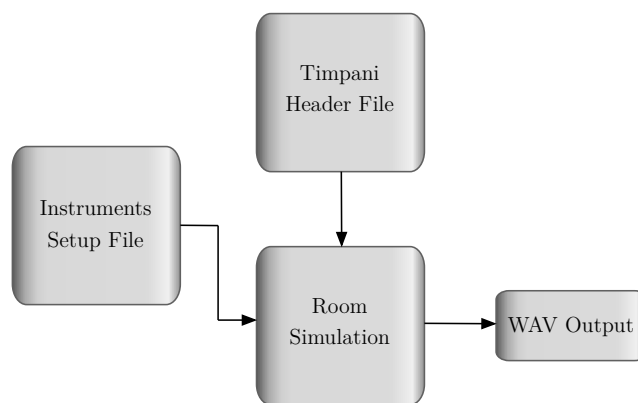 Timpani
Header File
Instruments
Setup File
Room
Simulation
WAV Output